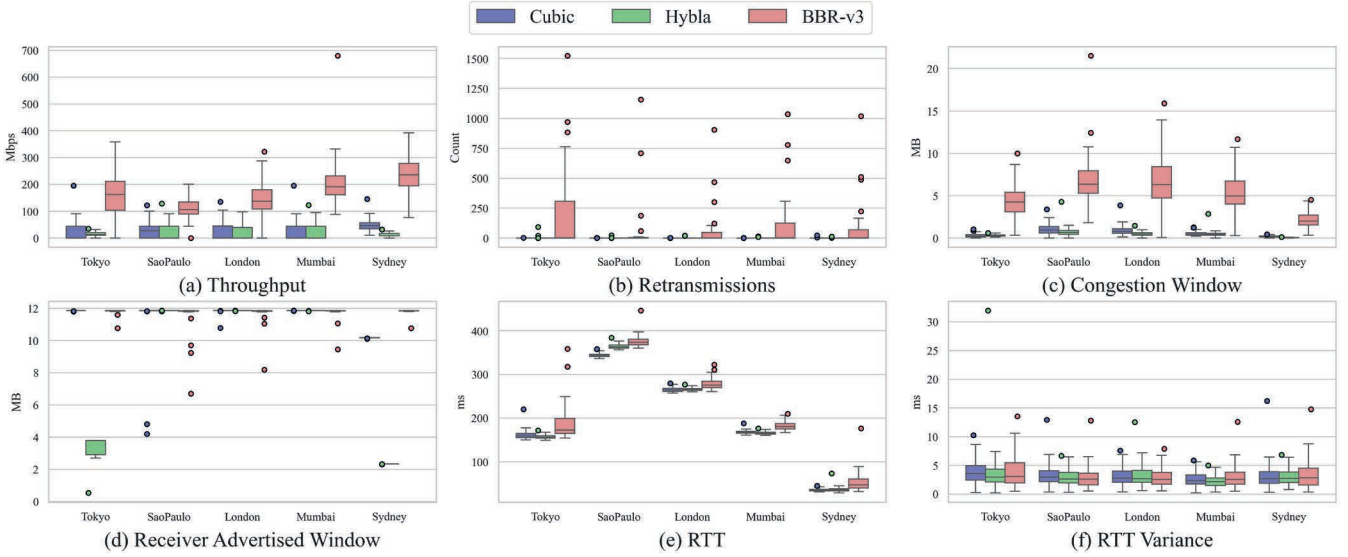 Cubic Hybla BBR-v3
700
600
500
400
300
200
100
0
Mbps
Tokyo SaoPaulo London Mumbai Sydney
(a) Throughput
1500
1250
1000
750
500
250
0
Count
Tokyo SaoPaulo London Mumbai Sydney
(b) Retransmissions
20
15
10
5
0
MB
Tokyo SaoPaulo London Mumbai Sydney
(c) Congestion Window
12
10
8
6
4
2
0
MB
Tokyo SaoPaulo London Mumbai Sydney
(d) Receiver Advertised Window
400
300
200
100
ms
Tokyo SaoPaulo London Mumbai Sydney
(e) RTT
30
25
20
15
10
5
0
ms
Tokyo SaoPaulo London Mumbai Sydney
(f) RTT Variance